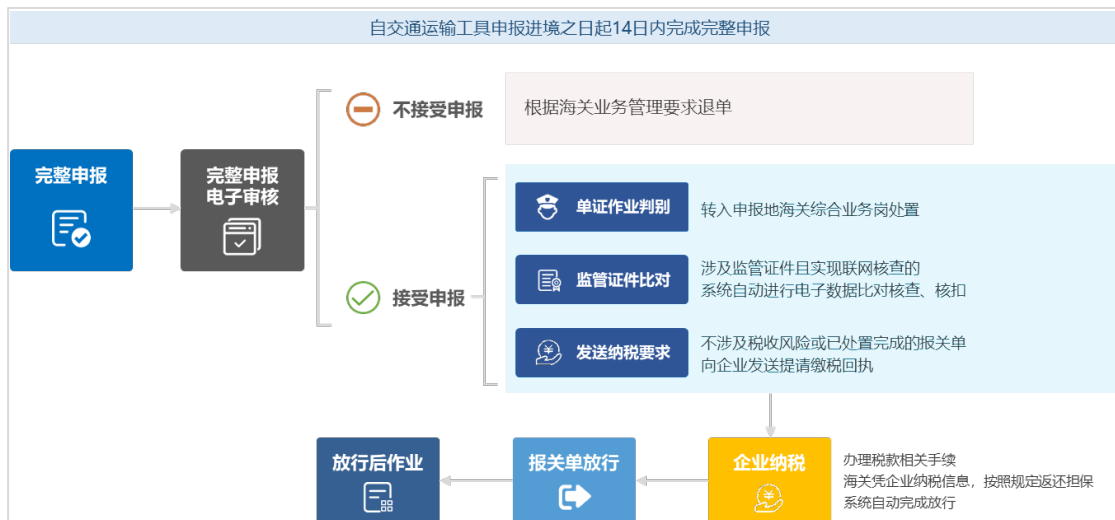 自交通运输工具申报进境之日起14日内完成完整申报
不接受申报
根据海关业务管理要求退单
完整申报
完整申报
电子审核
单证作业判别
转入申报地海关综合业务岗处置
接受申报
监管证件比对
涉及监管证件且实现联网核查的
系统自动进行电子数据比对核查、核扣
发送纳税要求
不涉及税收风险或已处置完成的报关单
向企业发送提请缴税回执
放行后作业
报关单放行
企业纳税
办理税款相关手续
海关凭企业纳税信息，按照规定返还担保
系统自动完成放行